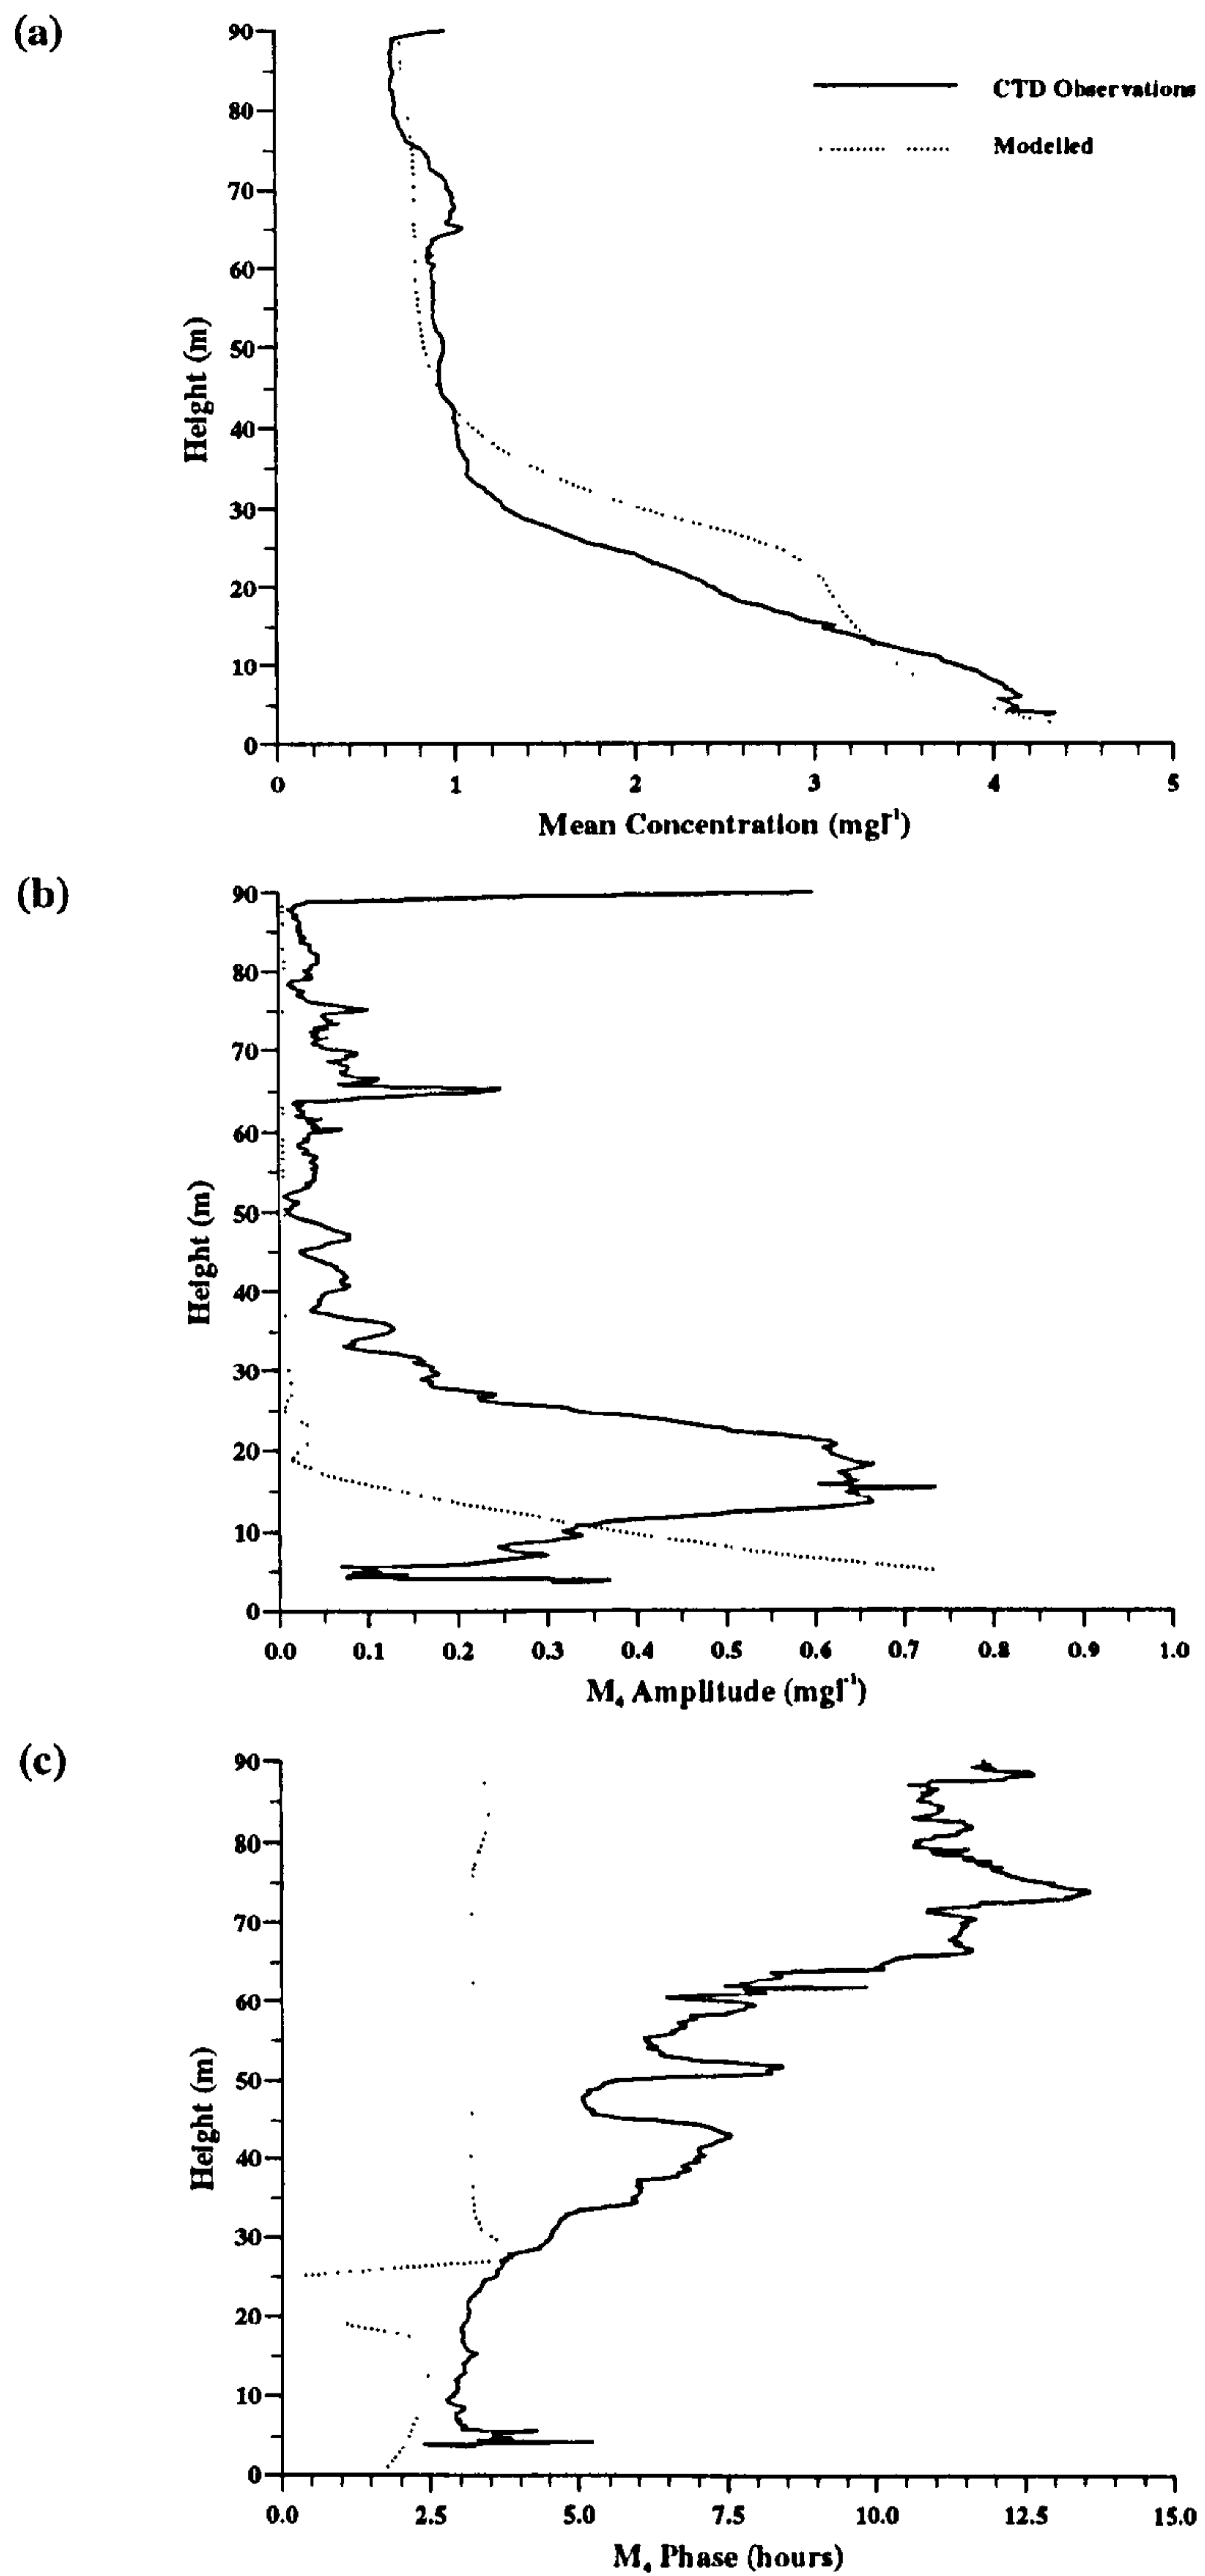 (a)
90
80
70
60
50
40
30
20
10
0
Height (m)
CTD Observations
Modelled
0 1 2 3 4 5
Mean Concentration (mgl⁻¹)
(b)
90
80
70
60
50
40
30
20
10
0
Height (m)
0.0 0.1 0.2 0.3 0.4 0.5 0.6 0.7 0.8 0.9 1.0
M₄ Amplitude (mgl⁻¹)
(c)
90
80
70
60
50
40
30
20
10
0
Height (m)
0.0 2.5 5.0 7.5 10.0 12.5 15.0
M₄ Phase (hours)